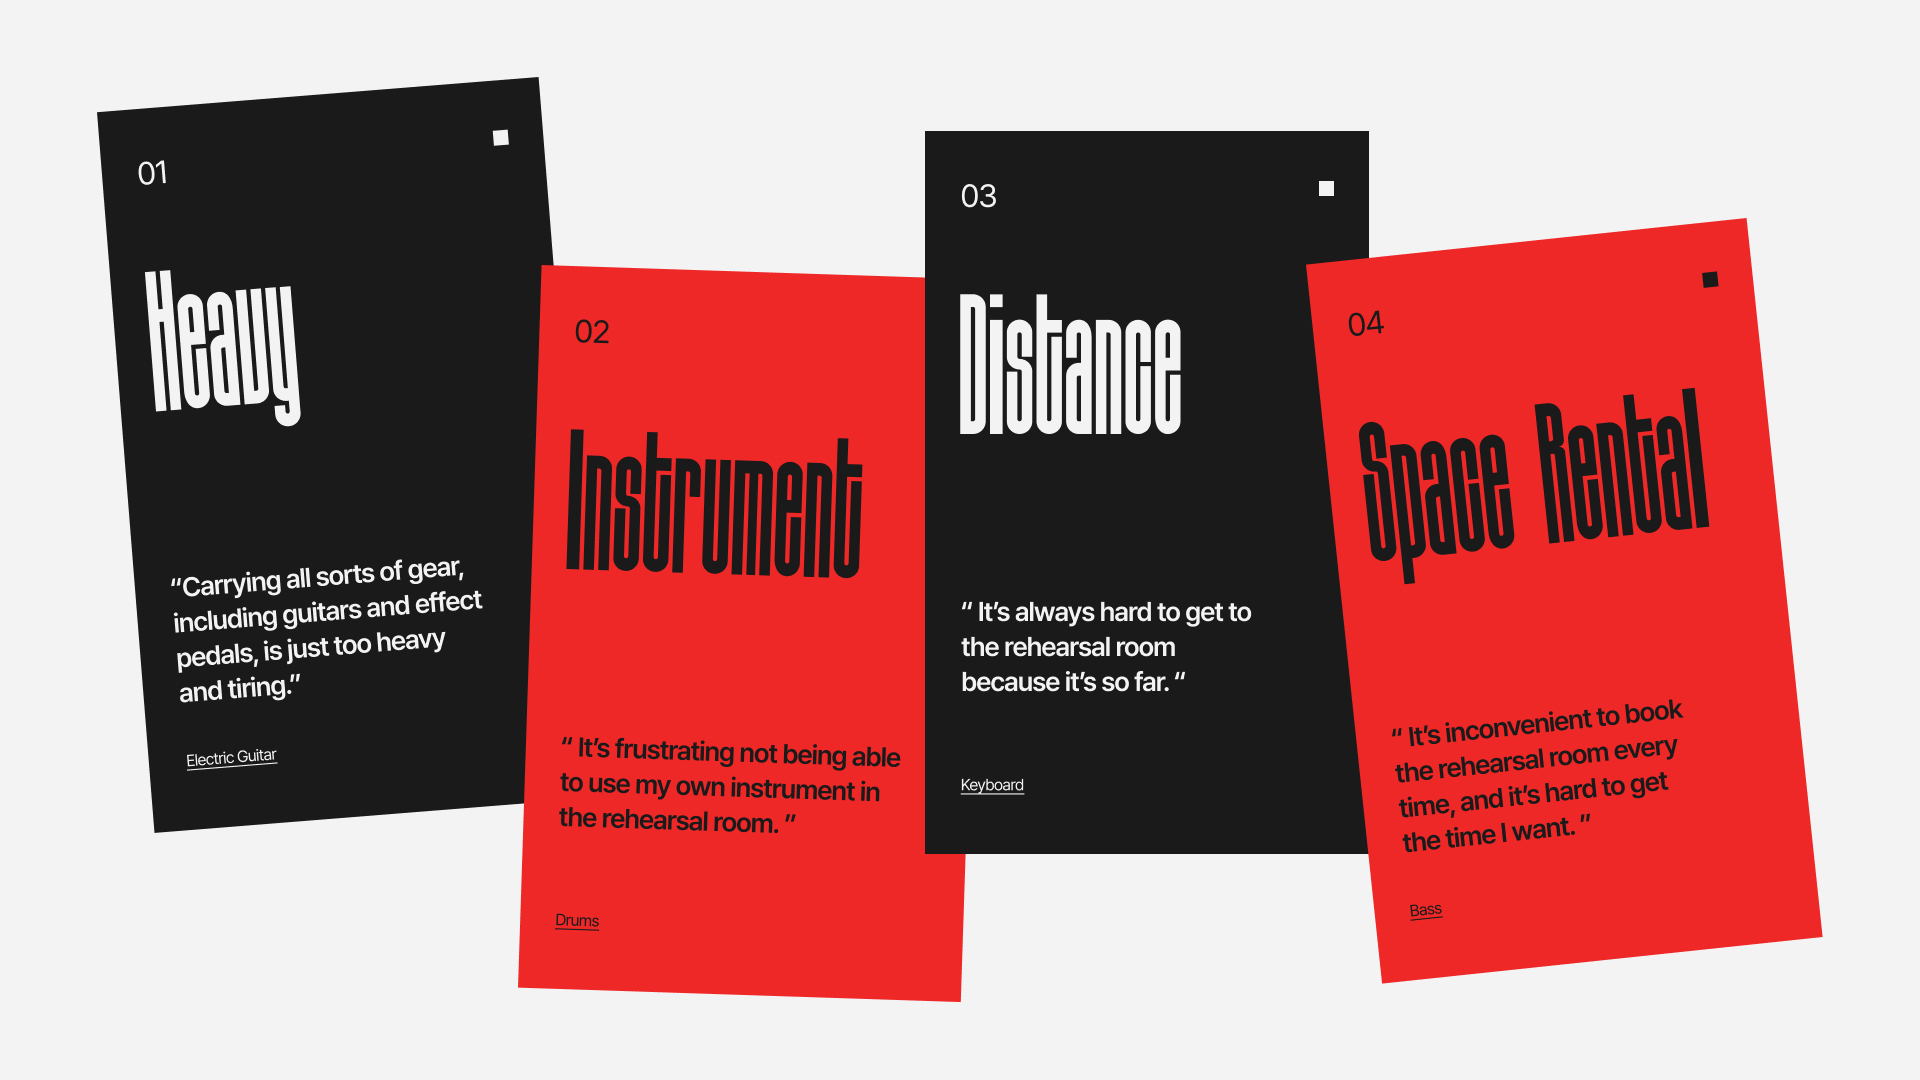 01
Heavy
“Carrying all sorts of gear,
including guitars and effect
pedals, is just too heavy
and tiring.”
Electric Guitar
02
Instrument
“ It’s frustrating not being able
to use my own instrument in
the rehearsal room. ”
Drums
03
Distance
“ It’s always hard to get to
the rehearsal room
because it’s so far. “
Keyboard
04
Space Rental
“ It’s inconvenient to book
the rehearsal room every
time, and it’s hard to get
the time I want. ”
Bass